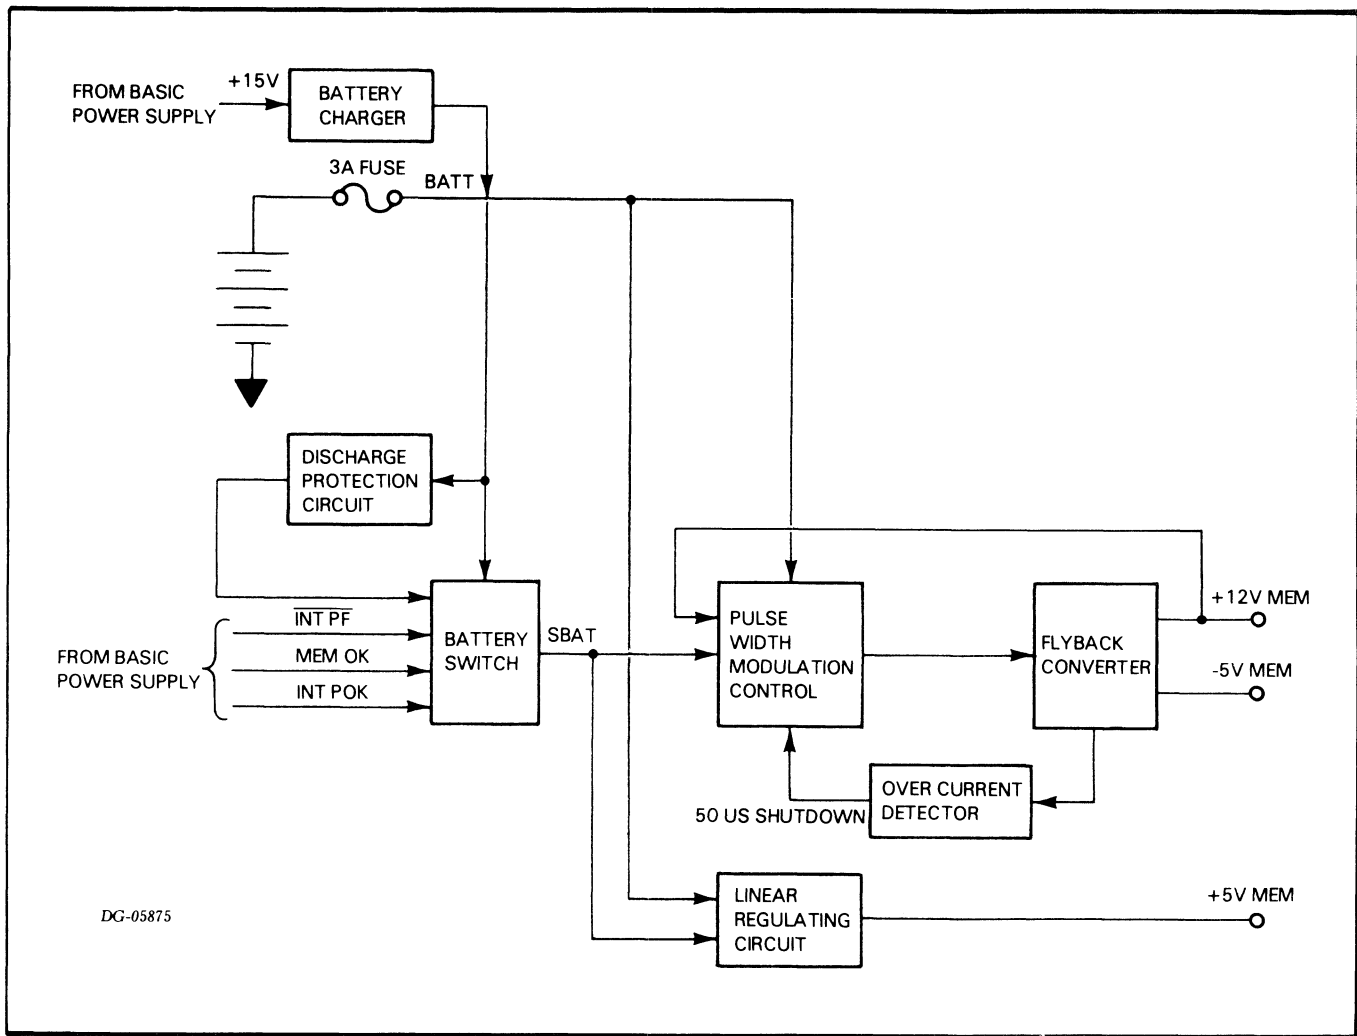 +15V
FROM BASIC
POWER SUPPLY
BATTERY
CHARGER
3A FUSE
BATT
DISCHARGE
PROTECTION
CIRCUIT
INT PF
MEM OK
INT POK
FROM BASIC
POWER SUPPLY
BATTERY
SWITCH
SBAT
PULSE
WIDTH
MODULATION
CONTROL
FLYBACK
CONVERTER
+12V MEM
-5V MEM
OVER CURRENT
DETECTOR
50 US SHUTDOWN
LINEAR
REGULATING
CIRCUIT
+5V MEM
DG-05875